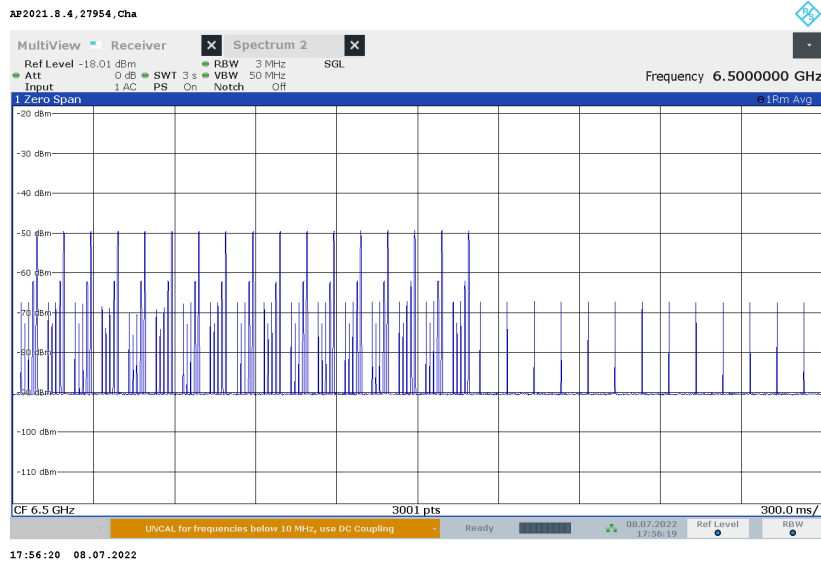 AP2021.8.4,27954,Cha
MultiView Receiver X Spectrum 2 X
Ref Level -18.01 dBm RBW 3 MHz SGL
Att 0 dB SWT 3 s VBW 50 MHz Frequency 6.5000000 GHz
Input 1 AC PS On Notch Off
1 Zero Span 1Rm Avg
-20 dBm
-30 dBm
-40 dBm
-50 dBm
-60 dBm
-70 dBm
-80 dBm
-90 dBm
-100 dBm
-110 dBm
CF 6.5 GHz 3001 pts 300.0 ms/
UNCAL for frequencies below 10 MHz, use DC Coupling Ready 08.07.2022 Ref Level RBW
17:56:19
17:56:20 08.07.2022